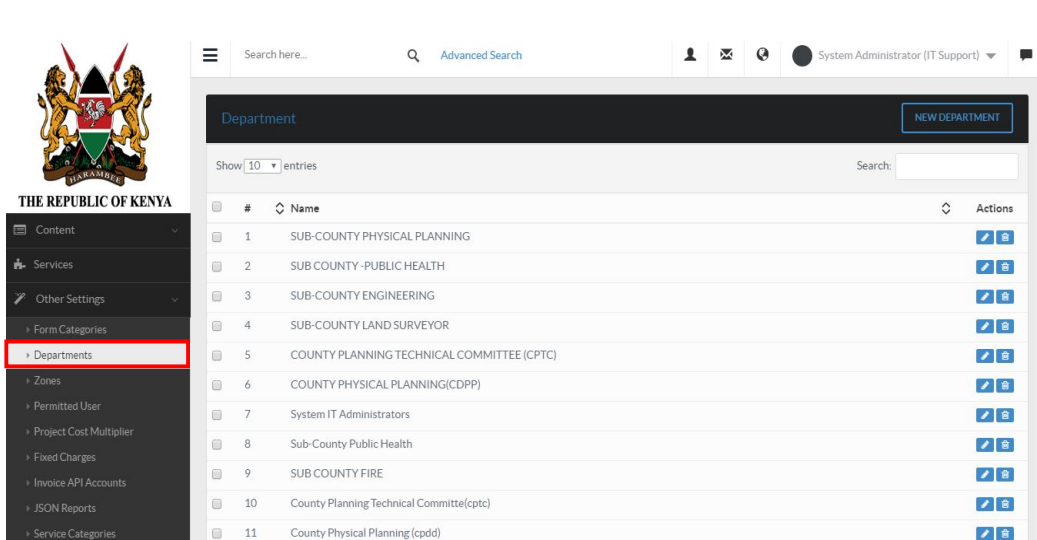 Search here...
Advanced Search
System Administrator (IT Support)
HARAMBEE
THE REPUBLIC OF KENYA
Content
Services
Other Settings
Form Categories
Departments
Zones
Permitted User
Project Cost Multiplier
Fixed Charges
Invoice API Accounts
JSON Reports
Service Categories
Department
NEW DEPARTMENT
Show 10 entries
Search:
# Name Actions
1 SUB-COUNTY PHYSICAL PLANNING
2 SUB COUNTY -PUBLIC HEALTH
3 SUB-COUNTY ENGINEERING
4 SUB-COUNTY LAND SURVEYOR
5 COUNTY PLANNING TECHNICAL COMMITTEE (CPTC)
6 COUNTY PHYSICAL PLANNING(CDPP)
7 System IT Administrators
8 Sub-County Public Health
9 SUB COUNTY FIRE
10 County Planning Technical Committe(cptc)
11 County Physical Planning (cpdd)